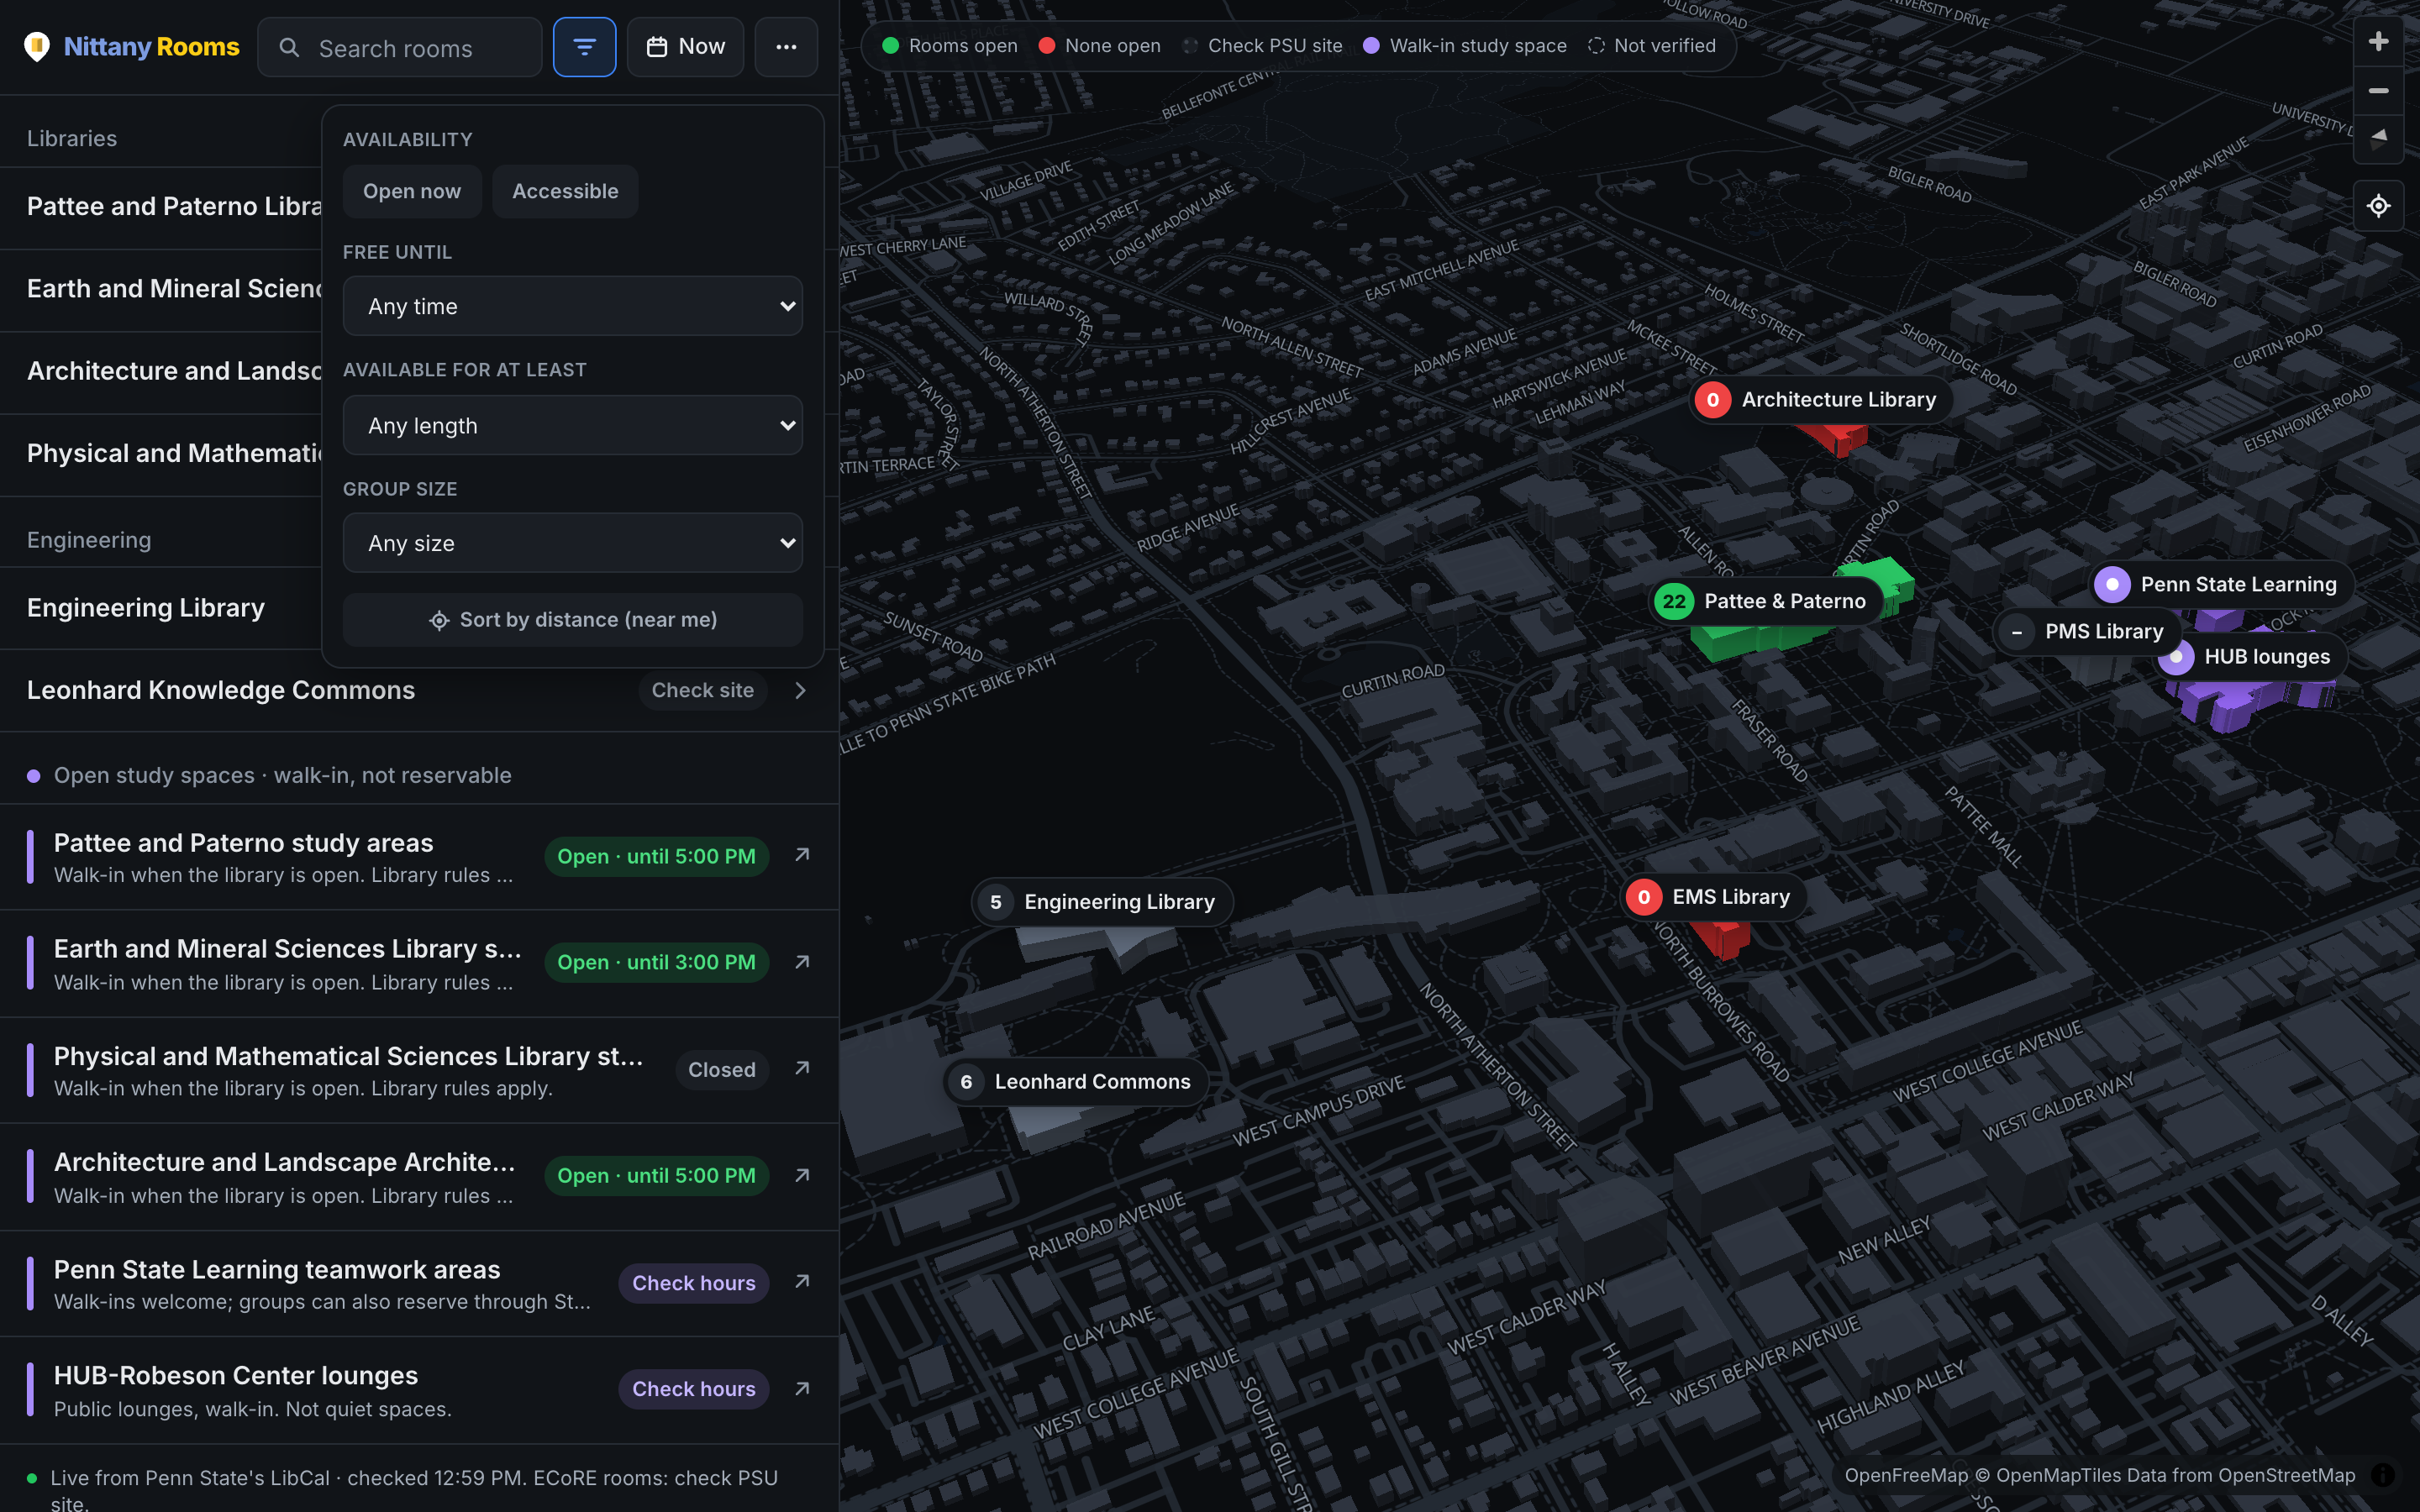 Nittany Rooms
Search rooms
Now
Libraries
Pattee and Paterno Libra
Earth and Mineral Scienc
Architecture and Landsc
Physical and Mathematic
Engineering
Engineering Library
Leonhard Knowledge Commons
Check site
AVAILABILITY
Open now
Accessible
FREE UNTIL
Any time
AVAILABLE FOR AT LEAST
Any length
GROUP SIZE
Any size
Sort by distance (near me)
Open study spaces · walk-in, not reservable
Pattee and Paterno study areas
Walk-in when the library is open. Library rules ...
Open · until 5:00 PM
Earth and Mineral Sciences Library s...
Walk-in when the library is open. Library rules ...
Open · until 3:00 PM
Physical and Mathematical Sciences Library st...
Walk-in when the library is open. Library rules apply.
Closed
Architecture and Landscape Archite...
Walk-in when the library is open. Library rules ...
Open · until 5:00 PM
Penn State Learning teamwork areas
Walk-ins welcome; groups can also reserve through St...
Check hours
HUB-Robeson Center lounges
Public lounges, walk-in. Not quiet spaces.
Check hours
Live from Penn State's LibCal · checked 12:59 PM. ECoRE rooms: check PSU
site.
Rooms open
None open
Check PSU site
Walk-in study space
Not verified
UNIVERSITY DRIVE
BELLEFONTE CENTRAL RAIL
VILLAGE DRIVE
EDITH STREET
LONG MEADOW LANE
WEST CHERRY LANE
WILLARD STREET
NORTH ALLEN STREET
EAST MITCHELL AVENUE
ADAMS AVENUE
HOLMES STREET
MCKEE STREET
HARTSWICK AVENUE
LEHMAN WAY
HILLCREST AVENUE
TAYLOR STREET
NORTH ATHERTON STREET
RIDGE AVENUE
SUNSET ROAD
BIGLER ROAD
EAST PARK AVENUE
BIGLER ROAD
SHORTLIDGE ROAD
CURTIN ROAD
EISENHOWER ROAD
0 Architecture Library
22 Pattee & Paterno
Penn State Learning
– PMS Library
HUB lounges
CURTIN ROAD
FRASER ROAD
PATTEE MALL
5 Engineering Library
0 EMS Library
6 Leonhard Commons
NORTH BURROWES ROAD
NORTH ATHERTON STREET
WEST CAMPUS DRIVE
WEST COLLEGE AVENUE
WEST CALDER WAY
RAILROAD AVENUE
NEW ALLEY
CLAY LANE
WEST CALDER WAY
WEST COLLEGE AVENUE
H ALLEY
WEST BEAVER AVENUE
HIGHLAND ALLEY
D ALLEY
OpenFreeMap © OpenMapTiles Data from OpenStreetMap